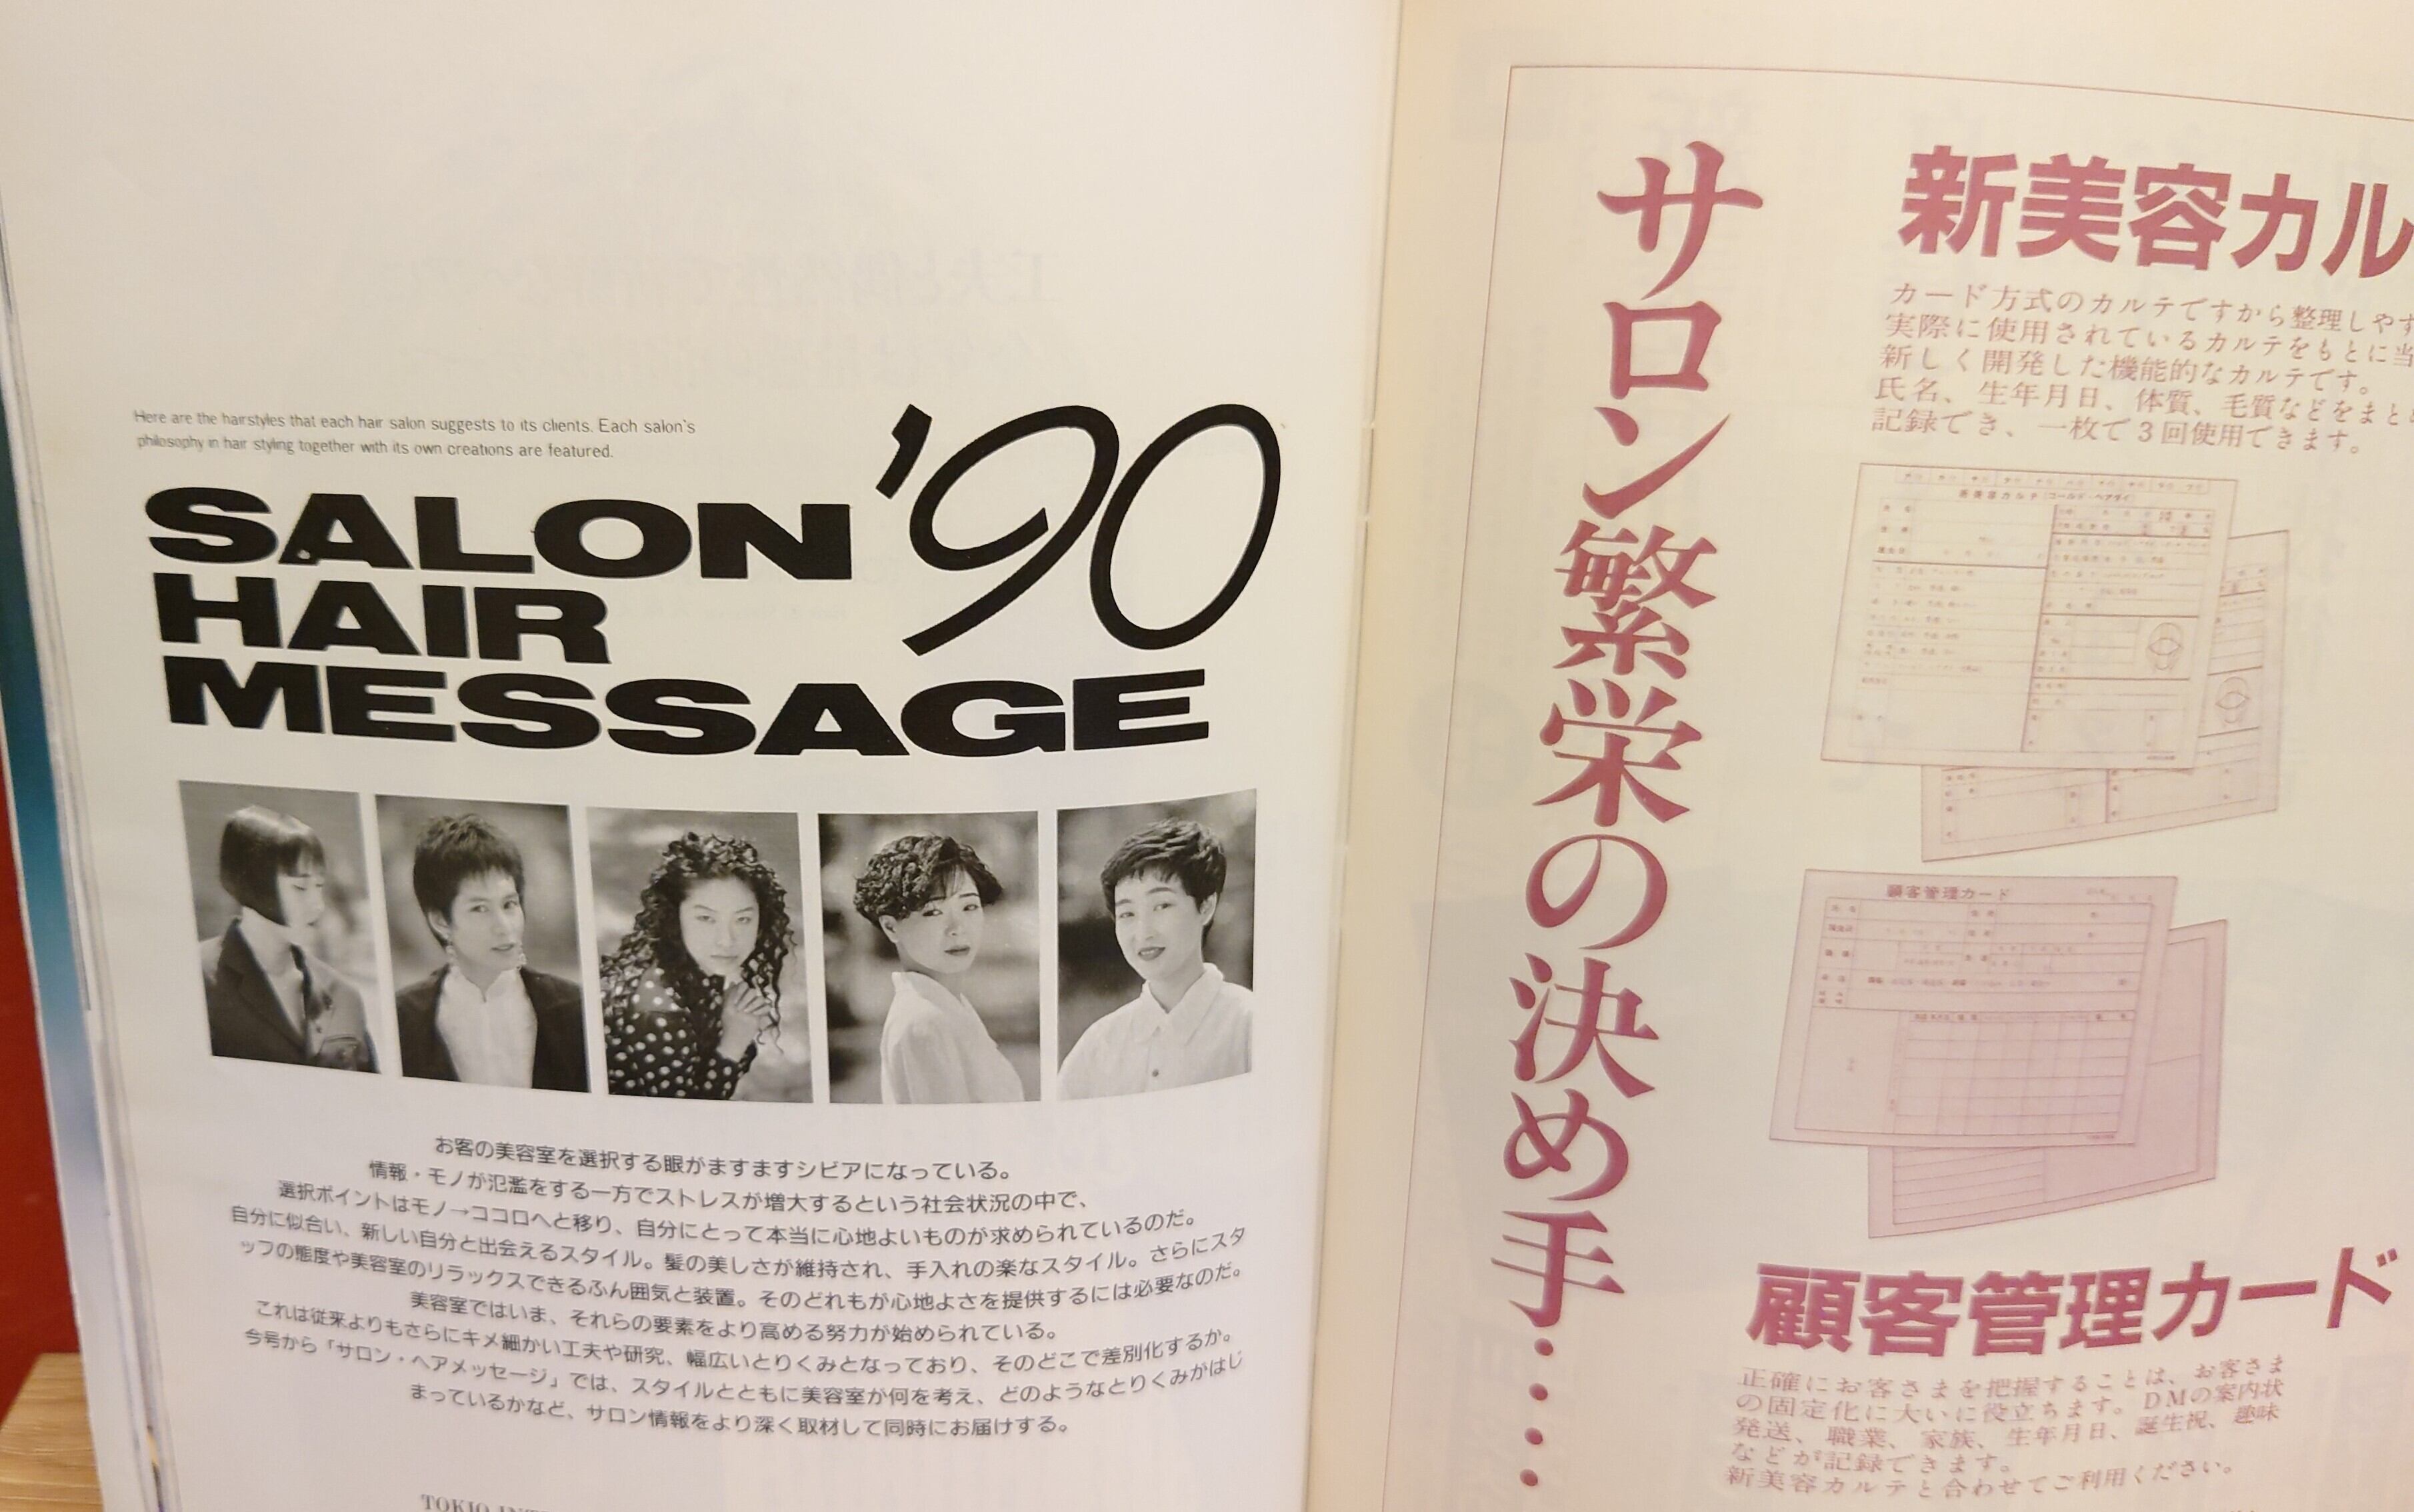 Here are the hairstyles that each hair salon suggests to its clients. Each salon's
philosophy in hair styling together with its own creations are featured.
SALON '90
HAIR
MESSAGE
お客の美容室を選択する眼がますますシビアになっている。
情報・モノが氾濫をする一方でストレスが増大するという社会状況の中で、
選択ポイントはモノ→ココロへと移り、自分にとって本当に心地よいものが求められているのだ。
自分に似合い、新しい自分と出会えるスタイル。髪の美しさが維持され、手入れの楽なスタイル。さらにスタ
ッフの態度や美容室のリラックスできるふん囲気と装置。そのどれもが心地よさを提供するには必要なのだ。
美容室ではいま、それらの要素をより高める努力が始められている。
これは従来よりもさらにキメ細かい工夫や研究、幅広いとりくみとなっており、そのどこで差別化するか。
今号から「サロン・ヘアメッセージ」では、スタイルとともに美容室が何を考え、どのようなとりくみがはじ
まっているかなど、サロン情報をより深く取材して同時にお届けする。
TOKIO
サロン繁栄の決め手‥‥
新美容カル
カード方式のカルテですから整理しやす
実際に使用されているカルテをもとに当
新しく開発した機能的なカルテです。
氏名、生年月日、体質、毛質などをまと
記録でき、一枚で3回使用できます。
新美容カルテ（コールド・ヘアダイ）
顧客管理カード
顧客管理カード
正確にお客さまを把握することは、お客さま
の固定化に大いに役立ちます。DMの案内状
発送、職業、家族、生年月日、誕生祝、趣味
などが記録できます。
新美容カルテと合わせてご利用ください。